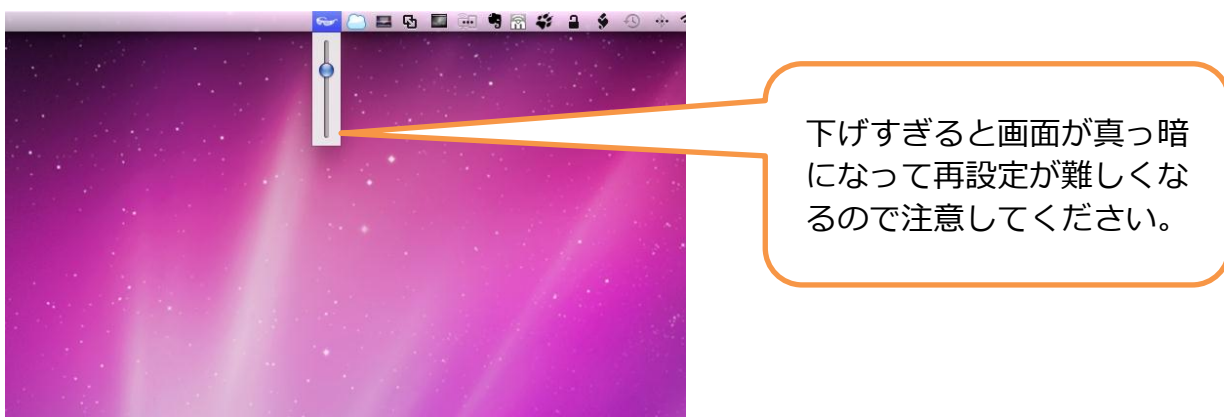 下げすぎると画面が真っ暗
になって再設定が難しくな
るので注意してください。